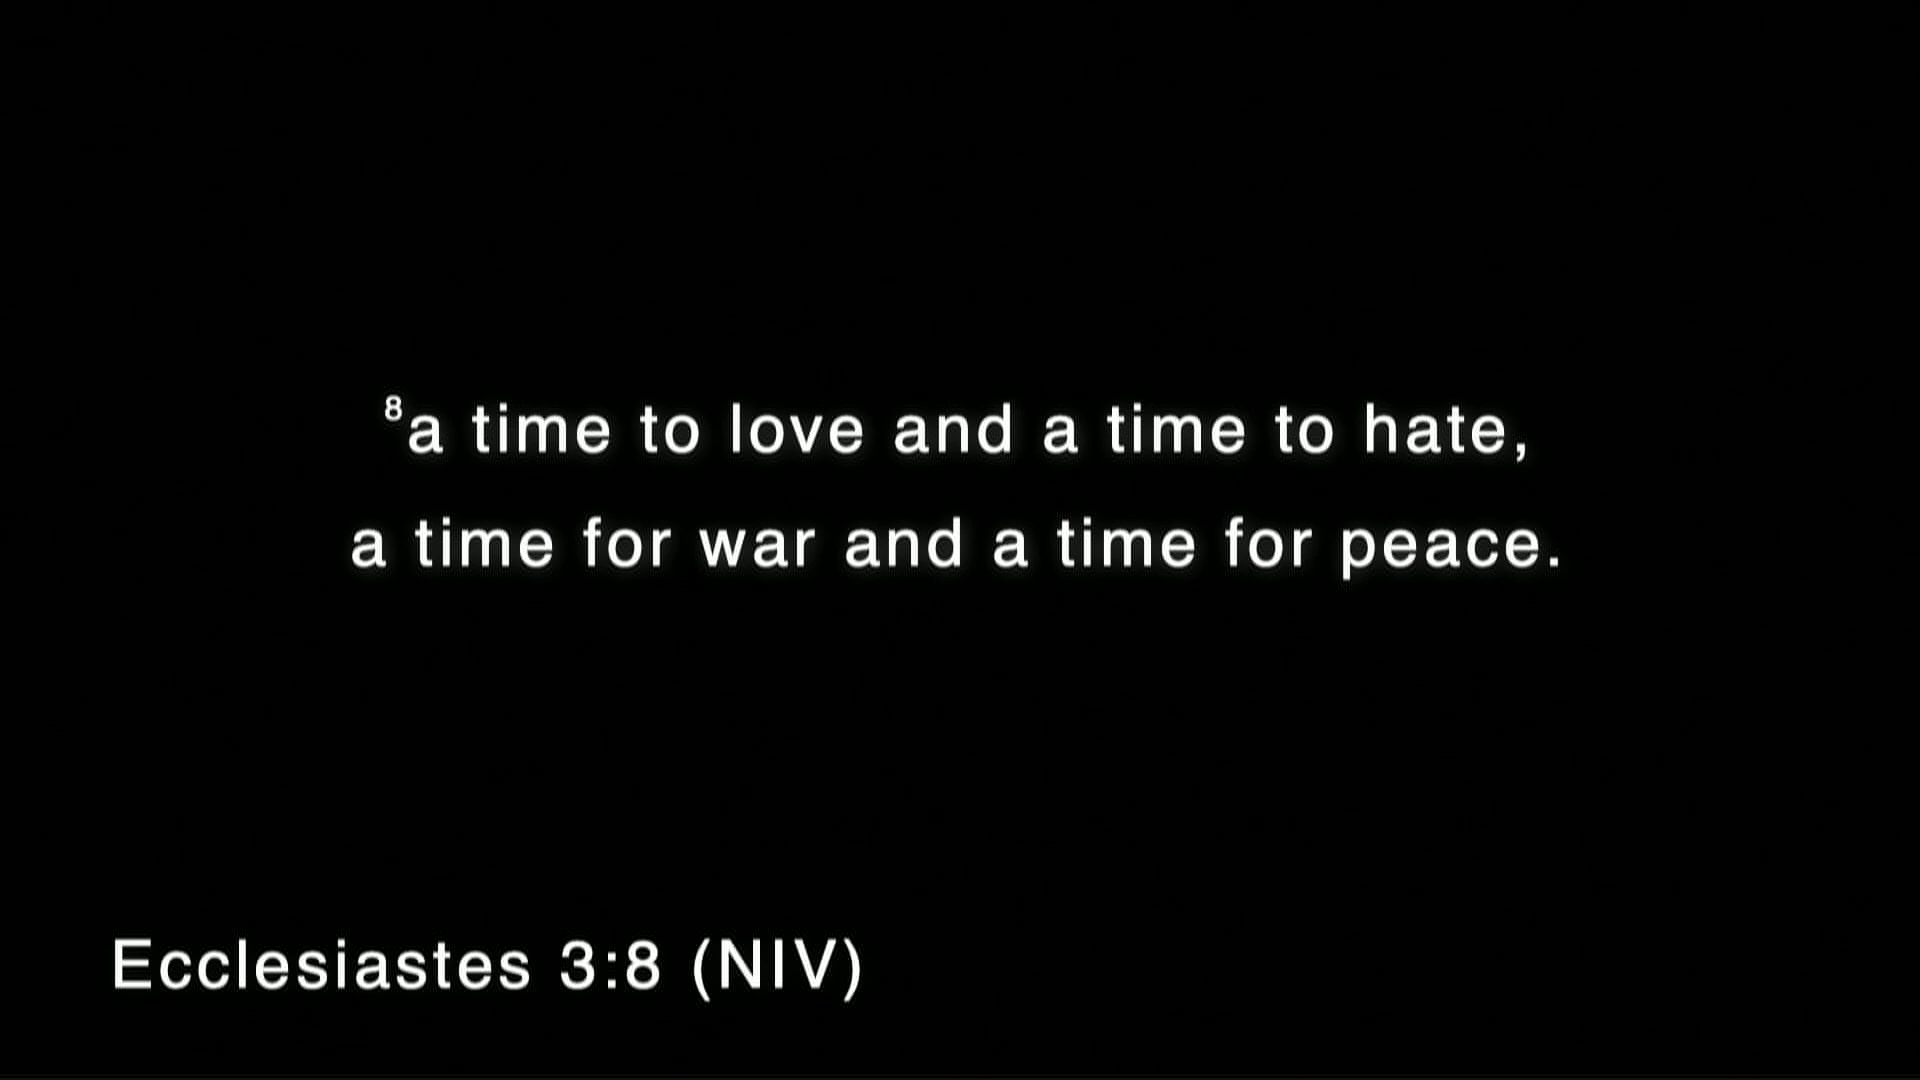 ⁸a time to love and a time to hate,
a time for war and a time for peace.
Ecclesiastes 3:8 (NIV)